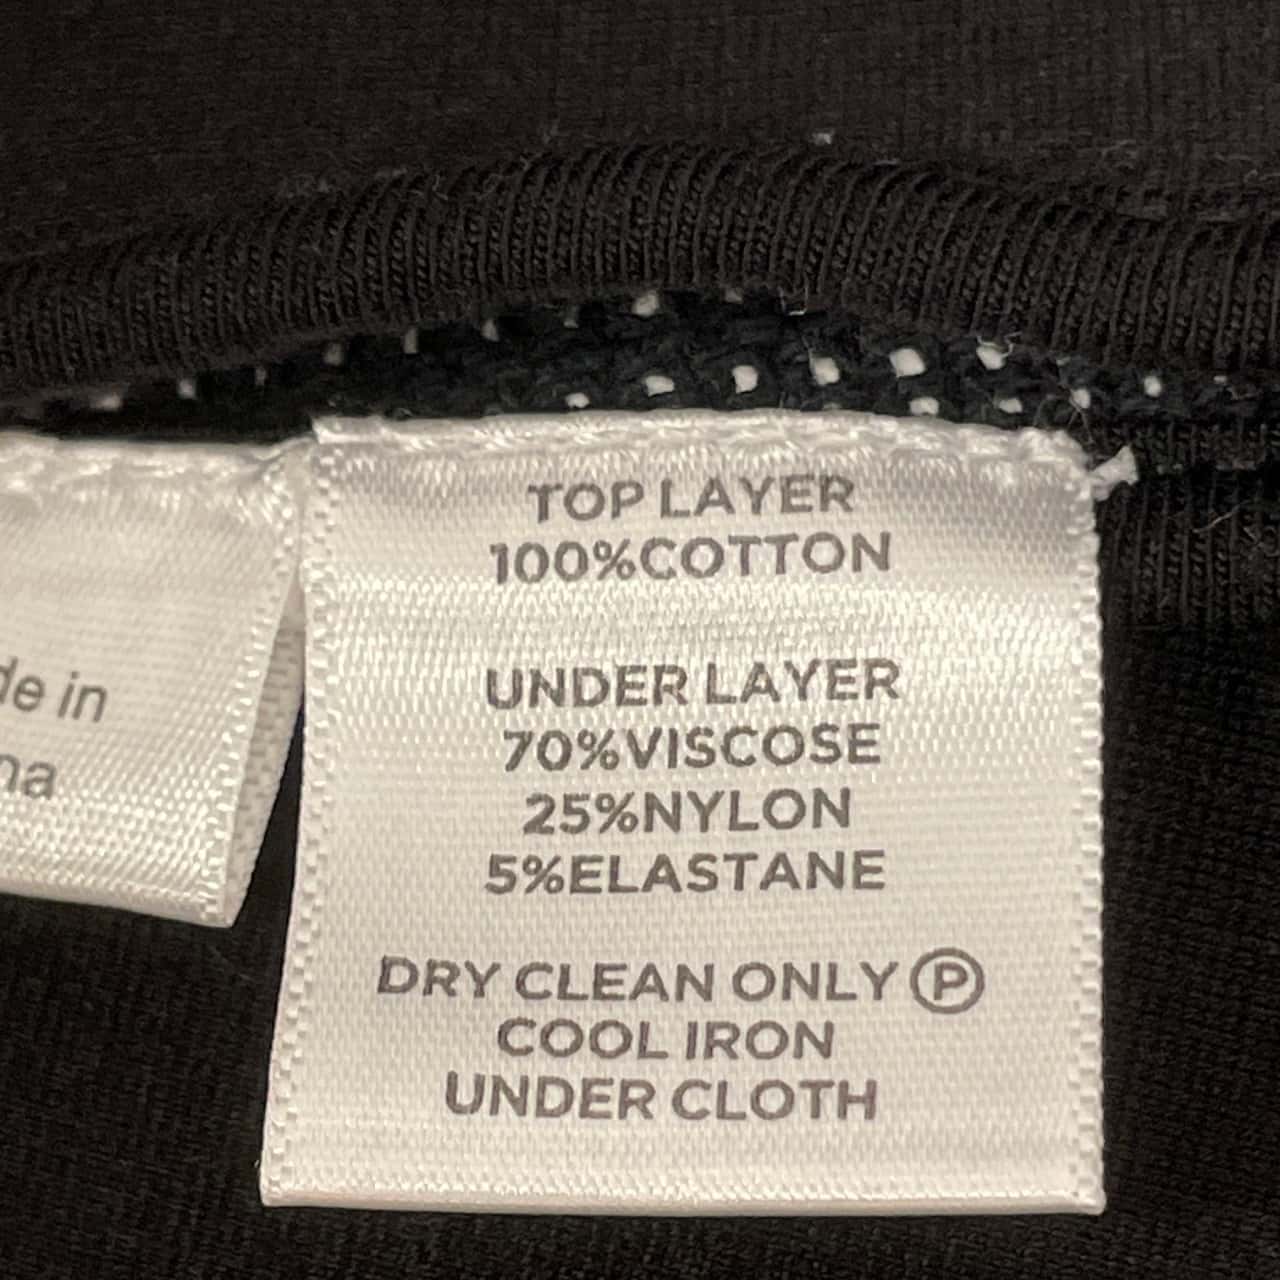 de in
na
TOP LAYER
100%COTTON
UNDER LAYER
70%VISCOSE
25%NYLON
5%ELASTANE
DRY CLEAN ONLY Ⓟ
COOL IRON
UNDER CLOTH